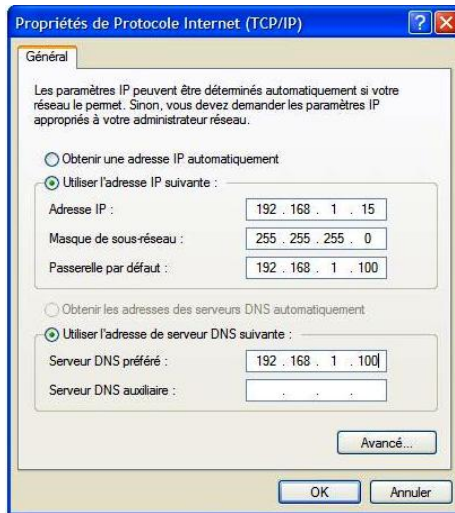 Propriétés de Protocole Internet (TCP/IP)
Général
Les paramètres IP peuvent être déterminés automatiquement si votre
réseau le permet. Sinon, vous devez demander les paramètres IP
appropriés à votre administrateur réseau.
Obtenir une adresse IP automatiquement
Utiliser l'adresse IP suivante :
Adresse IP : 192 . 168 . 1 . 15
Masque de sous-réseau : 255 . 255 . 255 . 0
Passerelle par défaut : 192 . 168 . 1 . 100
Obtenir les adresses des serveurs DNS automatiquement
Utiliser l'adresse de serveur DNS suivante :
Serveur DNS préféré : 192 . 168 . 1 . 100
Serveur DNS auxiliaire : . . .
Avancé...
OK Annuler